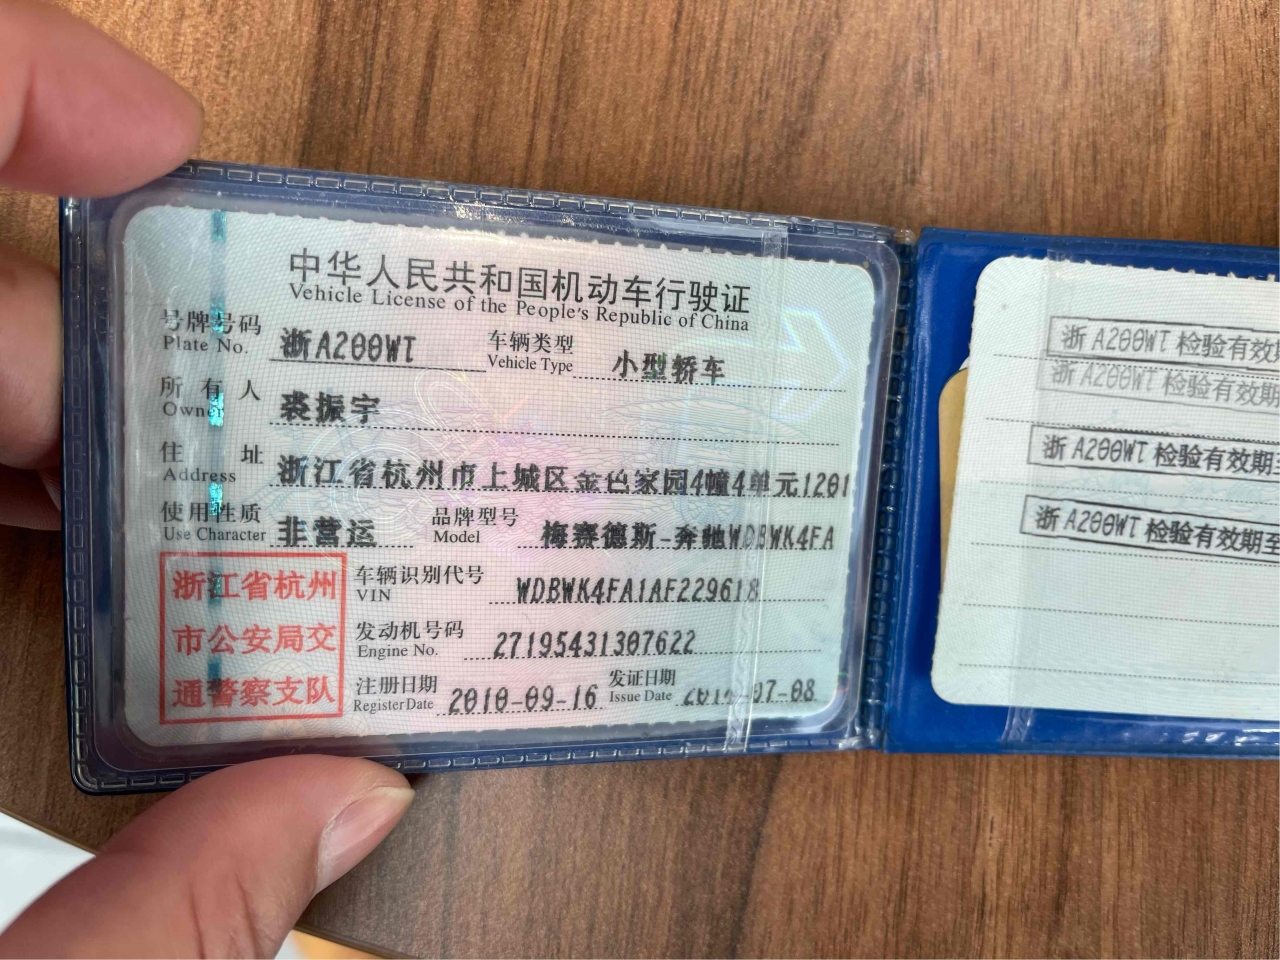 中华人民共和国机动车行驶证
Vehicle License of the People's Republic of China
号牌号码 浙A200WT 车辆类型 小型轿车
Plate No. Vehicle Type
所有人 裘振宇
Owner
住址 浙江省杭州市上城区金色家园4幢4单元1201
Address
使用性质 非营运 品牌型号 梅赛德斯-奔驰WDBWK4FA
Use Character Model
车辆识别代号 WDBWK4FA1AF229618
VIN
发动机号码 27195431307622
Engine No.
注册日期 2010-09-16 发证日期 07-08
Register Date Issue Date
浙江省杭州
市公安局交
通警察支队
浙A200WT检验有效期
浙A200WT检验有效期
浙A200WT检验有效期至
浙A200WT检验有效期至